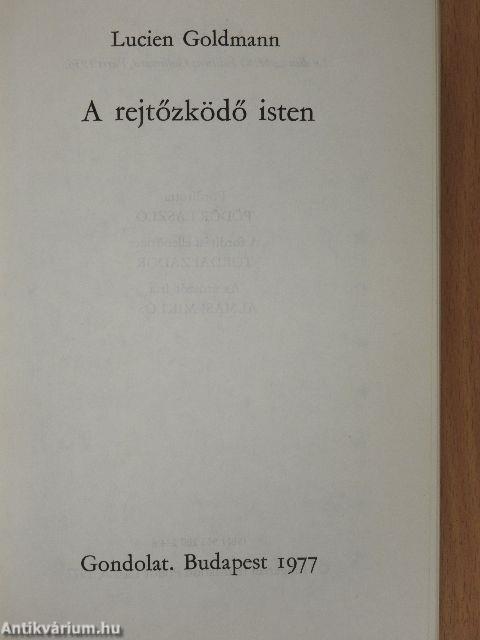 Lucien Goldmann
A rejtőzködő isten
Gondolat. Budapest 1977
Antikvárium.hu